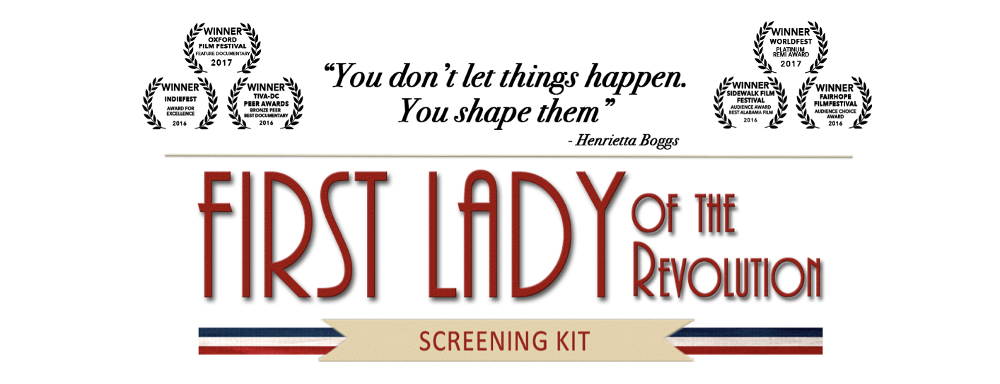 WINNER
OXFORD
FILM FESTIVAL
FEATURE DOCUMENTARY
2017
WINNER
INDIEFEST
AWARD FOR
EXCELLENCE
2016
WINNER
TIVA-DC
PEER AWARDS
BRONZE PEER
BEST DOCUMENTARY
2016
“You don’t let things happen.
You shape them”
- Henrietta Boggs
WINNER
WORLDFEST
PLATINUM
REMI AWARD
2017
WINNER
SIDEWALK FILM
FESTIVAL
AUDIENCE AWARD
BEST ALABAMA FILM
2016
WINNER
FAIRHOPE
FILMFESTIVAL
AUDIENCE CHOICE
AWARD
2016
FIRST LADY OF THE
REVOLUTION
SCREENING KIT